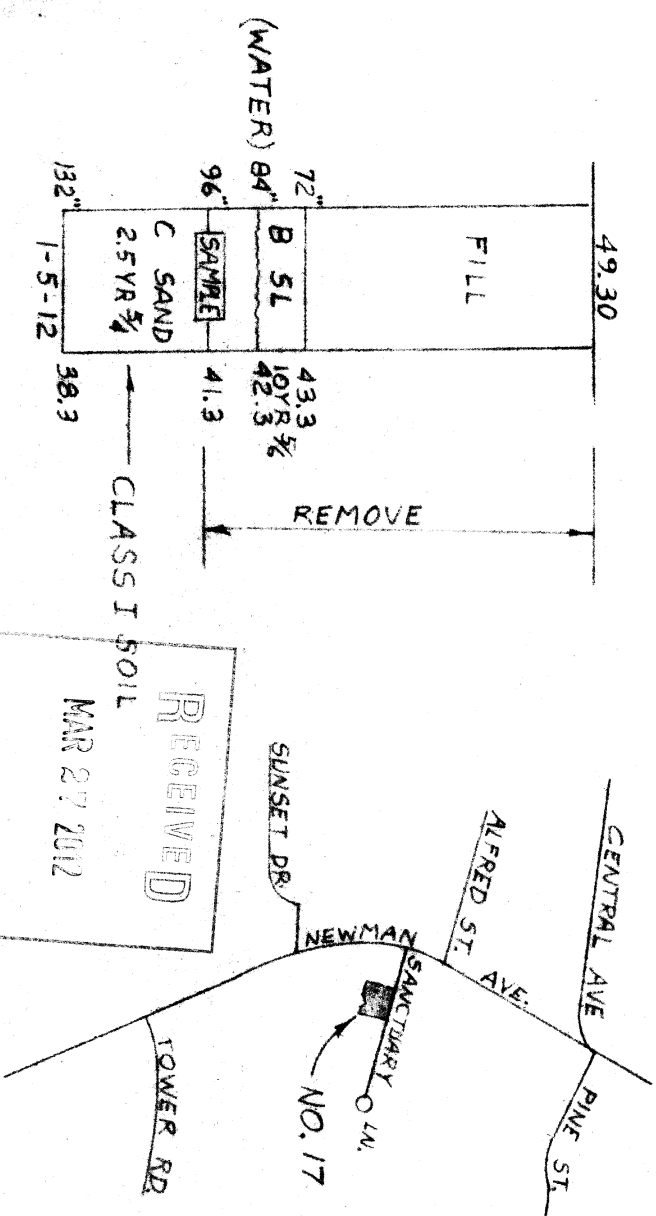 49.30
FILL
72"
43.3
B SL
10YR 5/6
(WATER) 84"
42.3
SAMPLE
96"
41.3
C SAND
2.5YR 5/4
132"
38.3
1-5-12
REMOVE
CLASS I SOIL
RECEIVED
MAR 27 2012
CENTRAL AVE
PINE ST.
ALFRED ST.
NEWMAN AVE.
SANCTUARY LN.
SUNSET DR.
NO. 17
TOWER RD.